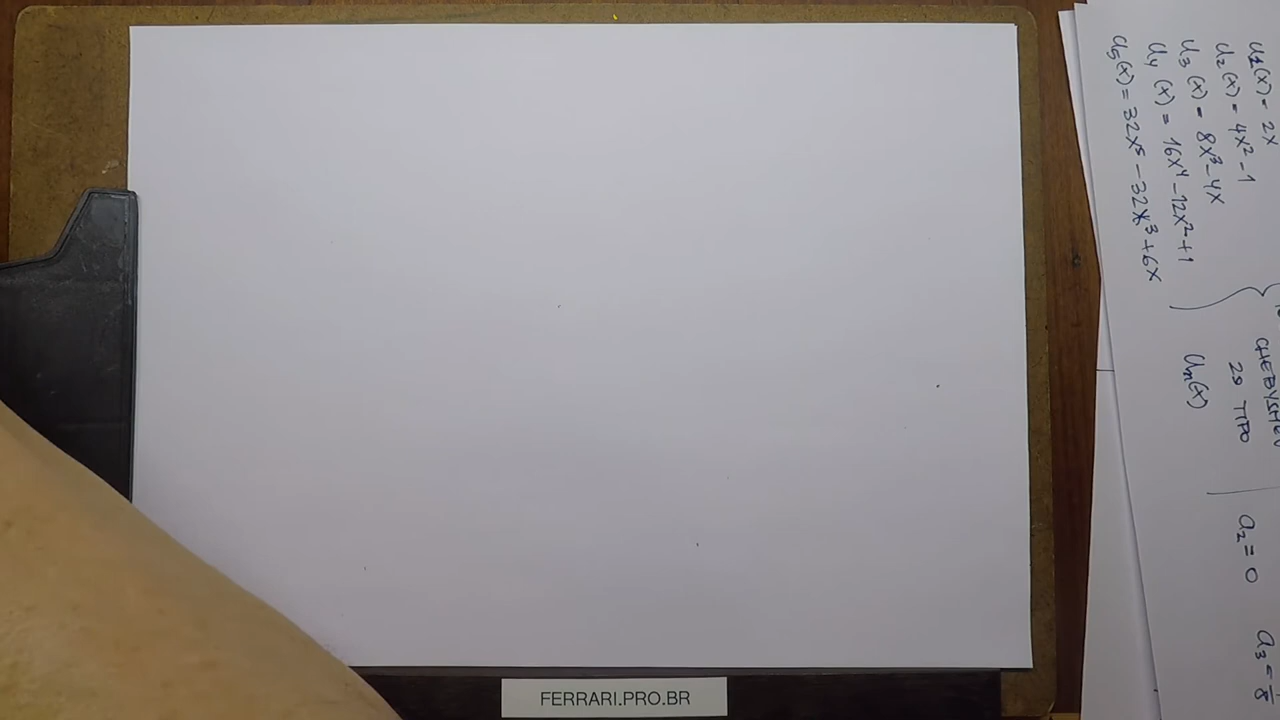 U1(x) = 2x
U2(x) = 4x² - 1
U3(x) = 8x³ - 4x
U4(x) = 16x⁴ - 12x² + 1
U5(x) = 32x⁵ - 32x³ + 6x
CHEBYSHEV
2º TIPO
Un(x)
a2 = 0
a3 =
FERRARI.PRO.BR